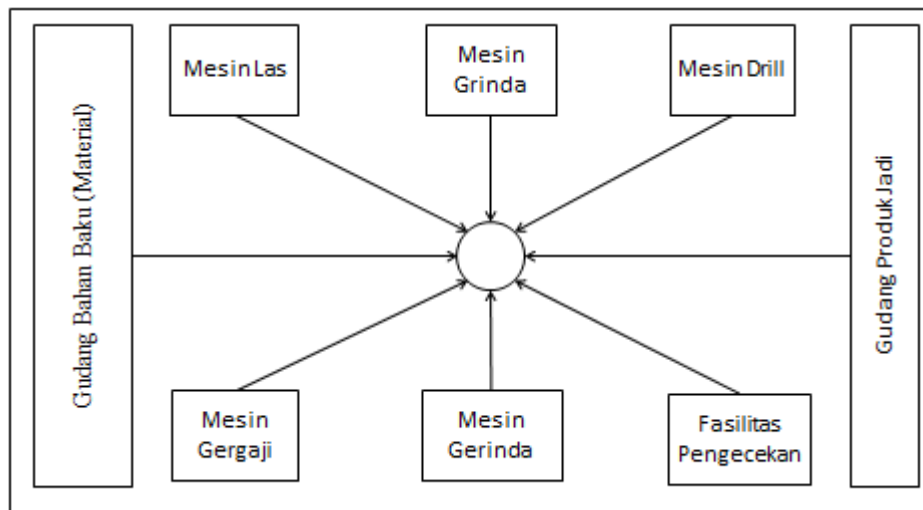 Gudang Bahan Baku (Material)
Mesin Las
Mesin
Grinda
Mesin Drill
Gudang Produk Jadi
Mesin
Gergaji
Mesin
Gerinda
Fasilitas
Pengecekan